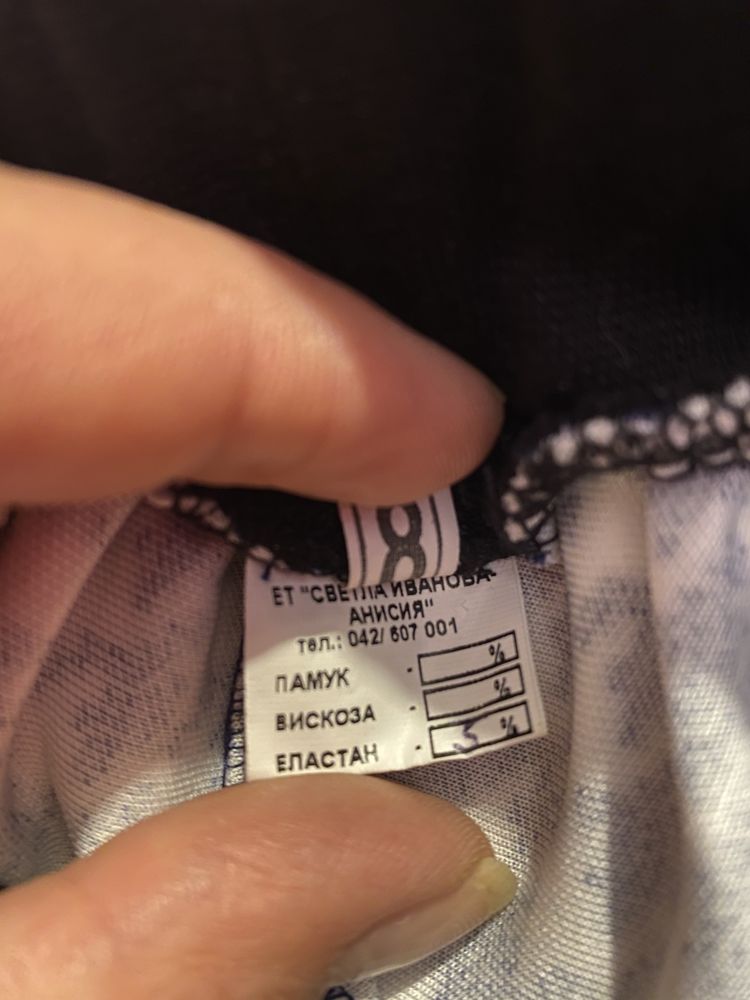 8
ЕТ "СВЕТЛА ИВАНОВА-
АНИСИЯ"
тел.: 042/ 607 001
ПАМУК - %
ВИСКОЗА - %
ЕЛАСТАН - 5 %